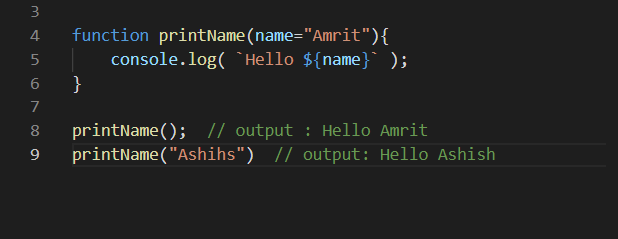 3
4 function printName(name="Amrit"){
5     console.log( `Hello ${name}` );
6 }
7
8 printName();  // output : Hello Amrit
9 printName("Ashihs")  // output: Hello Ashish